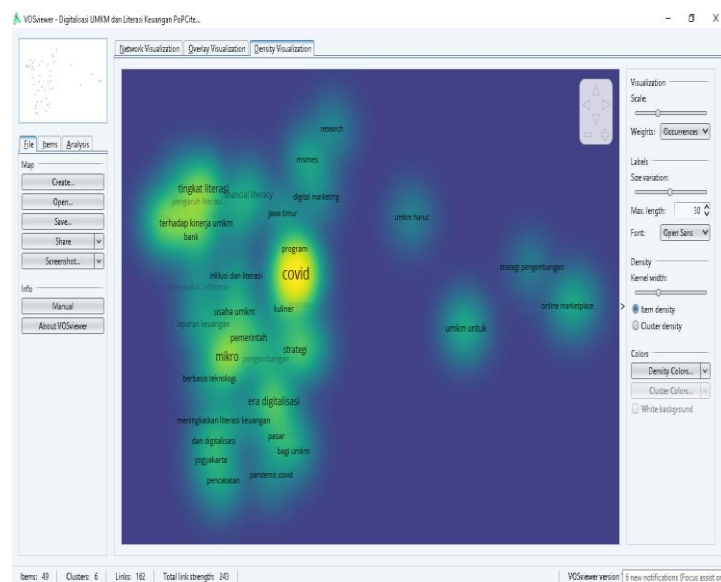 VOSviewer - Digitalisasi UMKM dan Literasi Keuangan PoPCite...
Network Visualization Overlay Visualization Density Visualization
File Items Analysis
Map
Create...
Open...
Save...
Share
Screenshot...
Info
Manual
About VOSviewer
research
msmes
tingkat literasi
financial literacy
pengaruh literasi
digital marketing
jawa timur
terhadap kinerja umkm
bank
umkm harus
program
covid
inklusi dan literasi
strategi pengembangan
online marketplace
usaha umkm
kuliner
laporan keuangan
umkm untuk
pemerintah
strategi
mikro
pengembangan
berbasis teknologi
era digitalisasi
meningkatkan literasi keuangan
pasar
dan digitalisasi
bagi umkm
yogyakarta
pencatatan
pandemic covid
Visualization
Scale:
Weights: Occurrences
Labels
Size variation:
Max. length: 30
Font: Open Sans
Density
Kernel width:
Item density
Cluster density
Colors
Density Colors...
Cluster Colors...
White background
Items: 49 Clusters: 6 Links: 162 Total link strength: 243
VOSviewer version 6 new notifications (Focus assist on